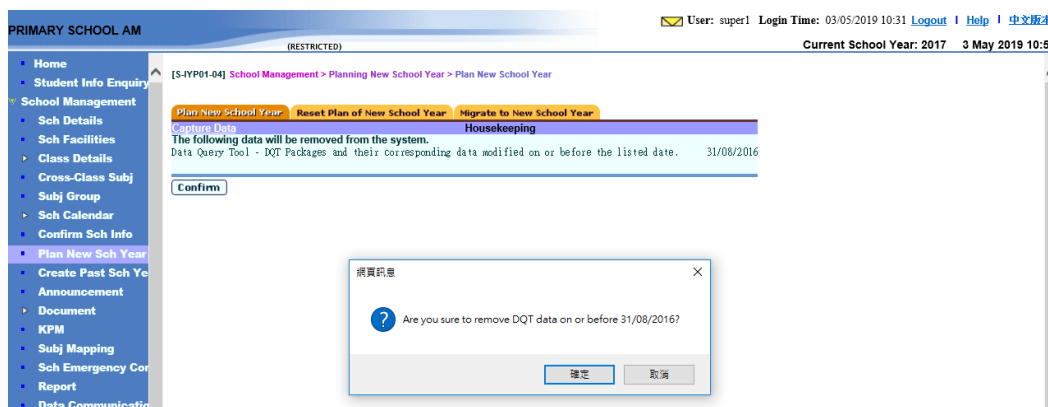 User: super1 Login Time: 03/05/2019 10:31 Logout | Help | 中文版本
PRIMARY SCHOOL AM
(RESTRICTED)
Current School Year: 2017 3 May 2019 10:5
Home
Student Info Enquiry
School Management
Sch Details
Sch Facilities
Class Details
Cross-Class Subj
Subj Group
Sch Calendar
Confirm Sch Info
Plan New Sch Year
Create Past Sch Ye
Announcement
Document
KPM
Subj Mapping
Sch Emergency Con
Report
Data Communicatio
[S-IYP01-04] School Management > Planning New School Year > Plan New School Year
Plan New School Year Reset Plan of New School Year Migrate to New School Year
Capture Data Housekeeping
The following data will be removed from the system.
Data Query Tool - DQT Packages and their corresponding data modified on or before the listed date. 31/08/2016
Confirm
網頁訊息
Are you sure to remove DQT data on or before 31/08/2016?
確定 取消